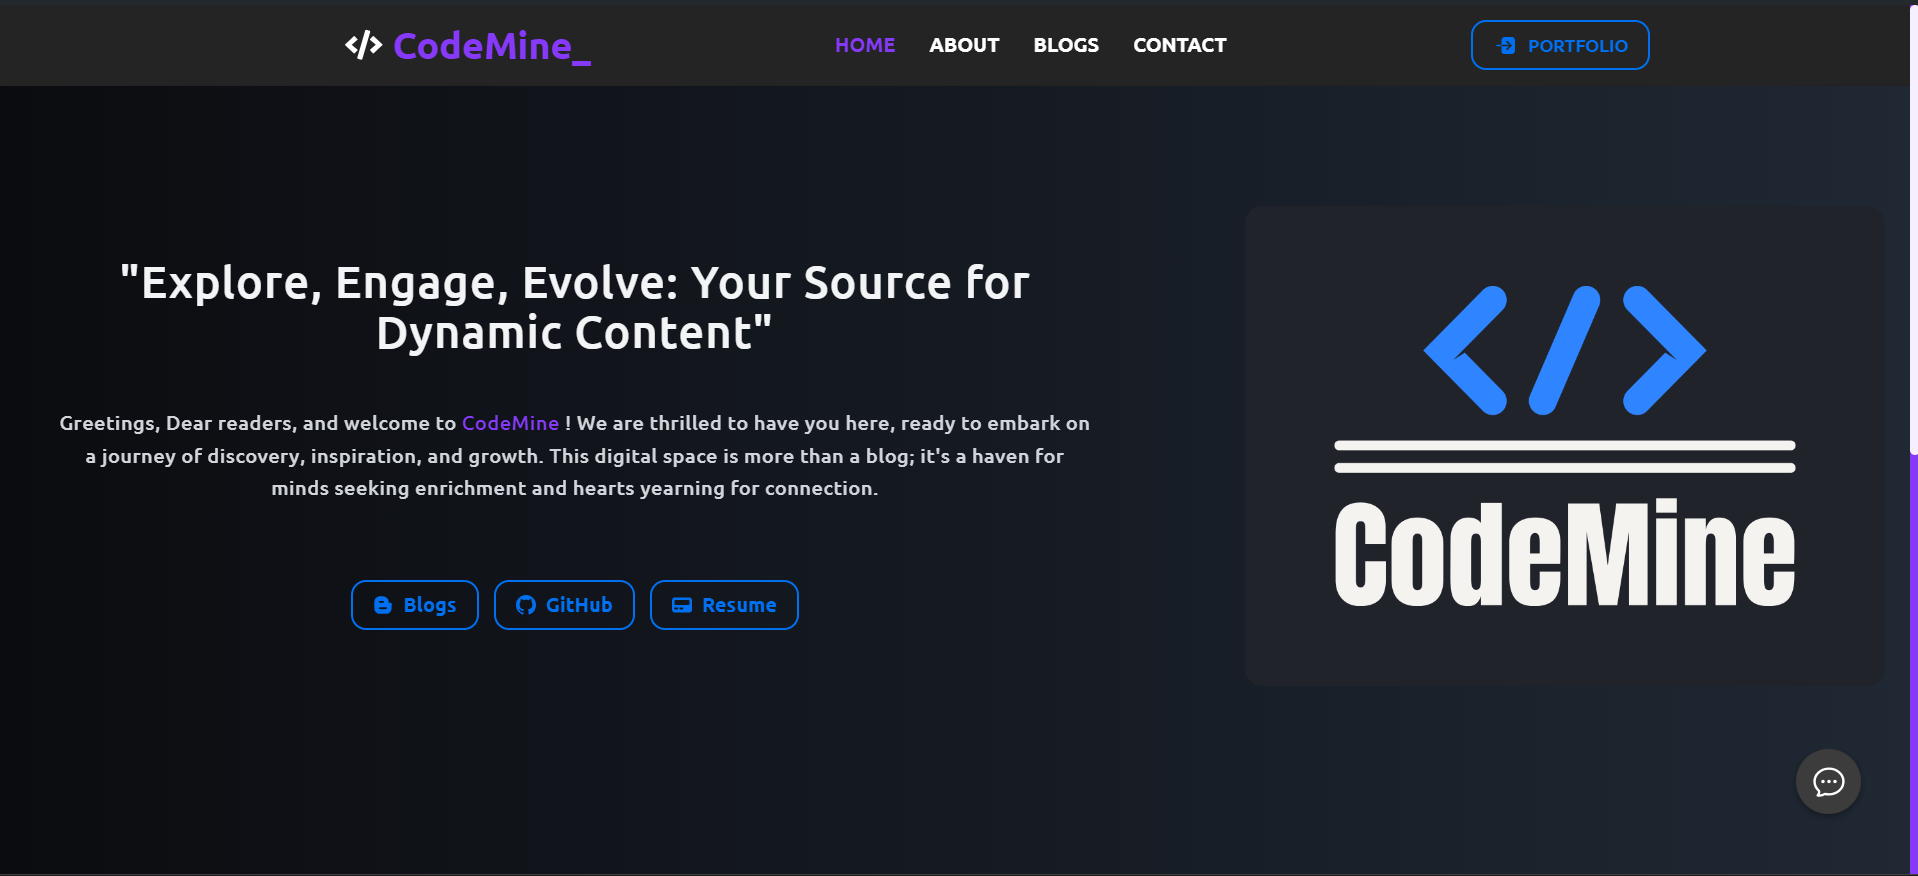 </> CodeMine_
HOME ABOUT BLOGS CONTACT
PORTFOLIO
"Explore, Engage, Evolve: Your Source for
Dynamic Content"
Greetings, Dear readers, and welcome to CodeMine ! We are thrilled to have you here, ready to embark on
a journey of discovery, inspiration, and growth. This digital space is more than a blog; it's a haven for
minds seeking enrichment and hearts yearning for connection.
Blogs GitHub Resume
</>
CodeMine